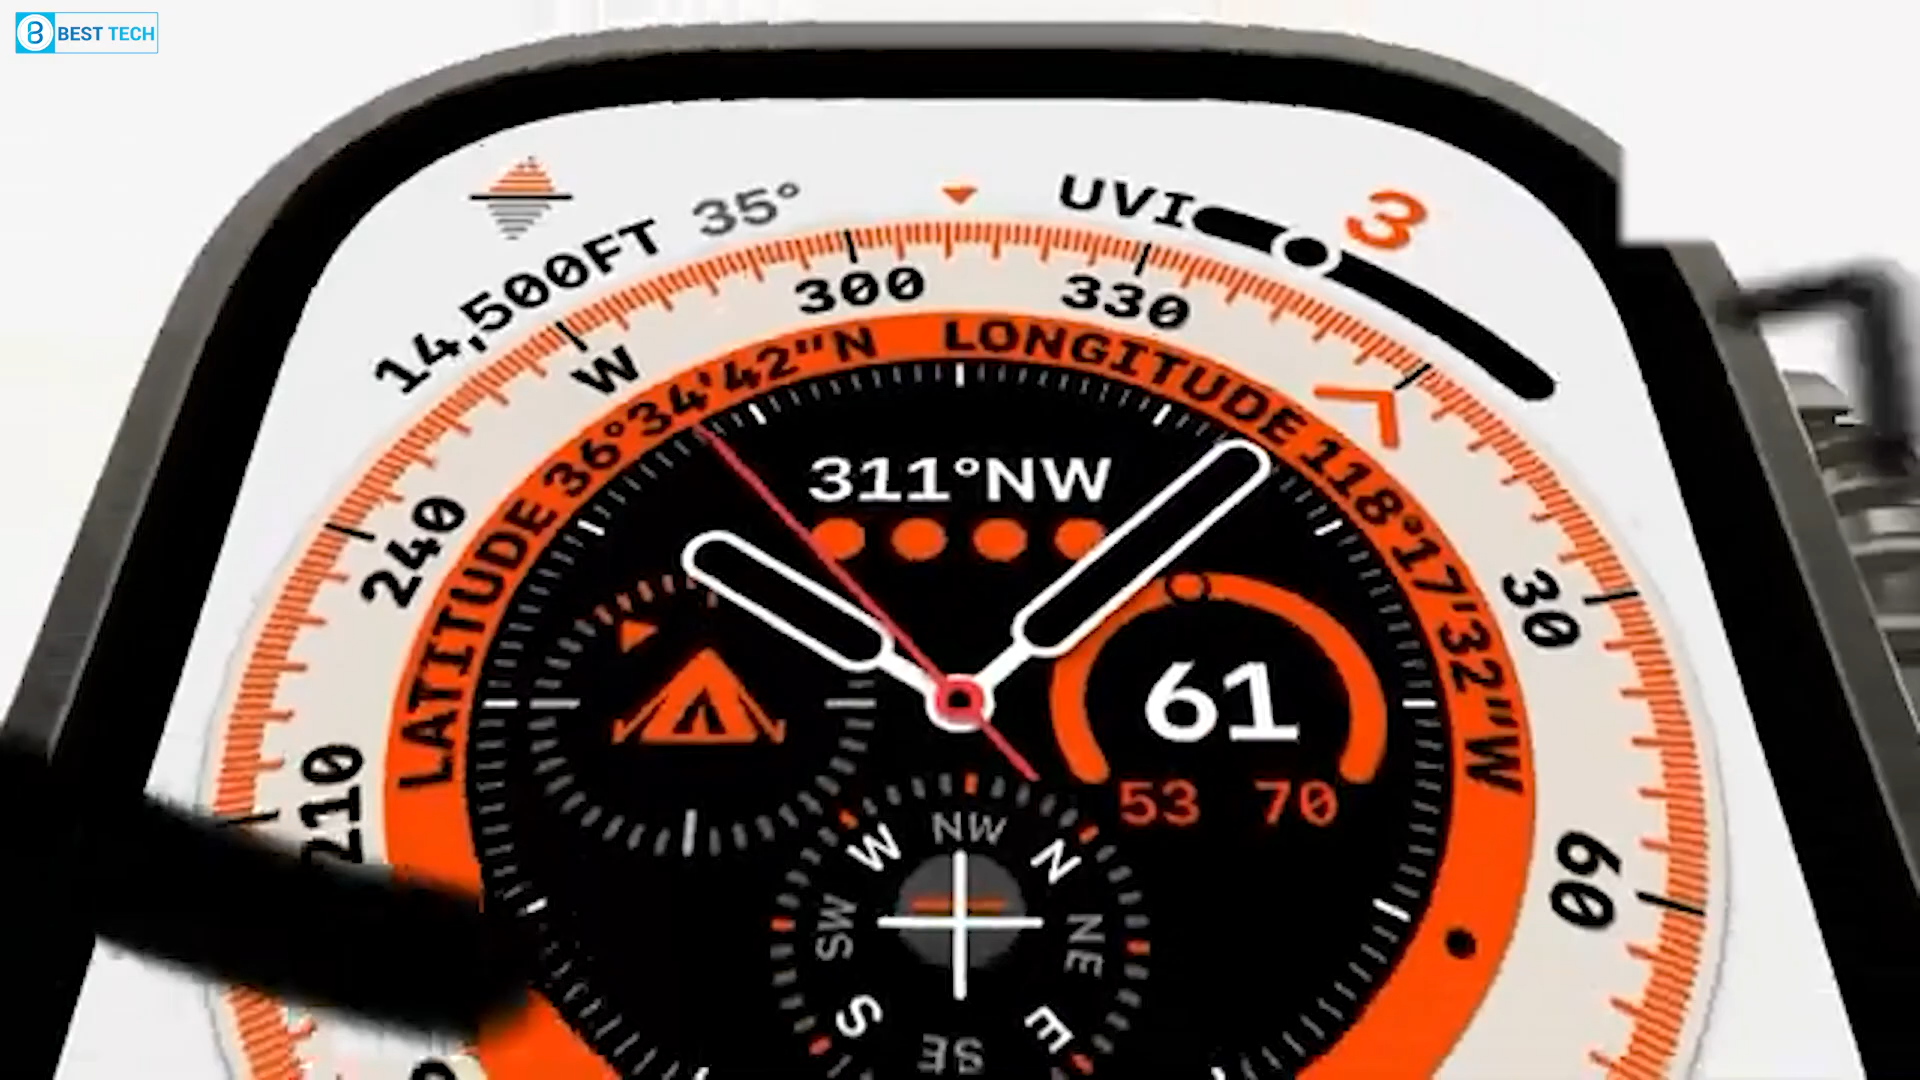 BEST TECH
14,500FT 35°
UVI 3
300
330
W
240
210
30
60
LATITUDE 36°34'42"N LONGITUDE 118°17'32"W
311°NW
61
53 70
NW
W
N
SW
NE
S
E
SE